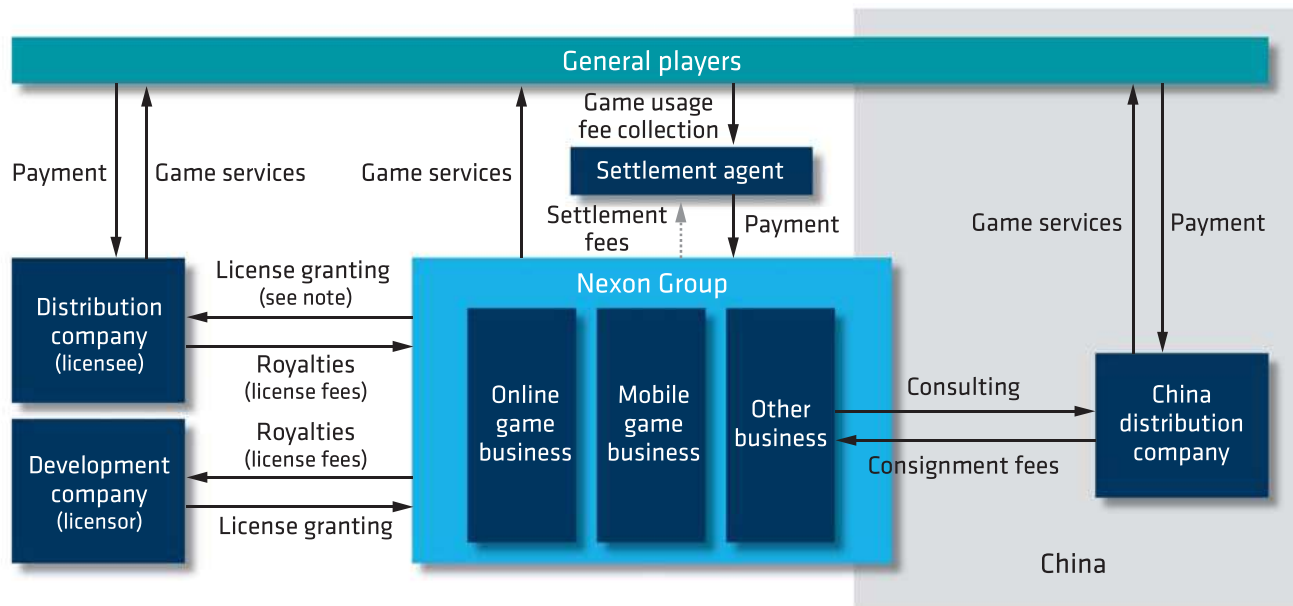 General players
Payment
Game services
Game services
Game usage
fee collection
Settlement agent
Settlement
fees
Payment
Game services
Payment
Distribution
company
(licensee)
License granting
(see note)
Royalties
(license fees)
Development
company
(licensor)
Royalties
(license fees)
License granting
Nexon Group
Online
game
business
Mobile
game
business
Other
business
Consulting
Consignment fees
China
distribution
company
China